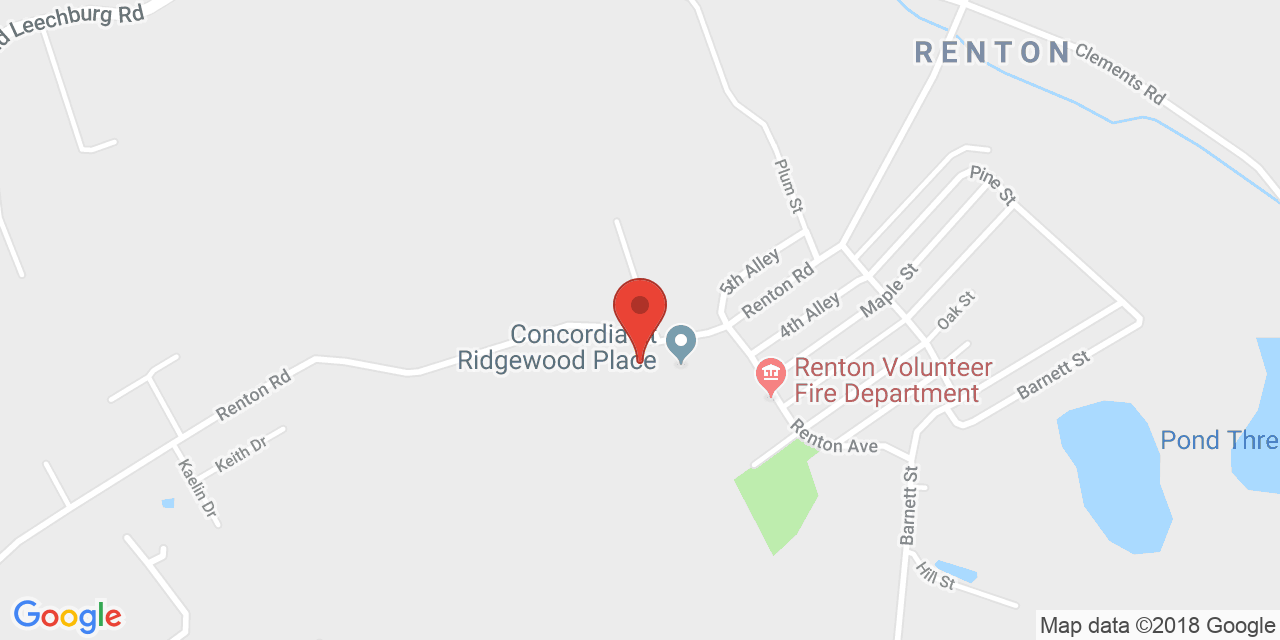 d Leechburg Rd
RENTON
Clements Rd
Plum St
Pine St
5th Alley
Renton Rd
4th Alley
Maple St
Oak St
Concordia at
Ridgewood Place
Renton Volunteer
Fire Department
Barnett St
Renton Rd
Keith Dr
Kaelin Dr
Renton Ave
Pond Thre
Barnett St
Hill St
Google
Map data ©2018 Google